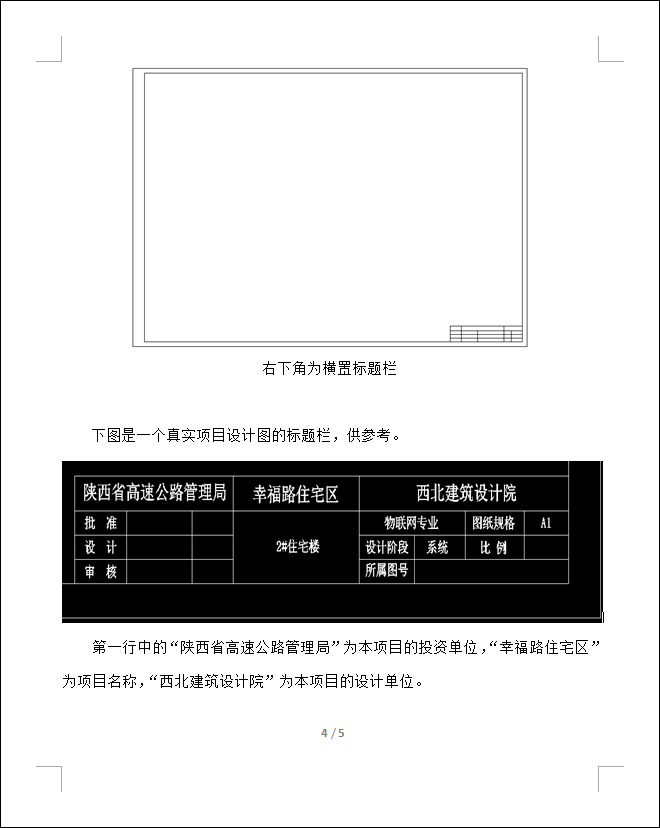 右下角为横置标题栏
下图是一个真实项目设计图的标题栏，供参考。
陕西省高速公路管理局 幸福路住宅区 西北建筑设计院
批 准 物联网专业 图纸规格 A1
设 计 2#住宅楼 设计阶段 系统 比 例
审 核 所属图号
第一行中的“陕西省高速公路管理局”为本项目的投资单位，“幸福路住宅区”
为项目名称，“西北建筑设计院”为本项目的设计单位。
4 / 5